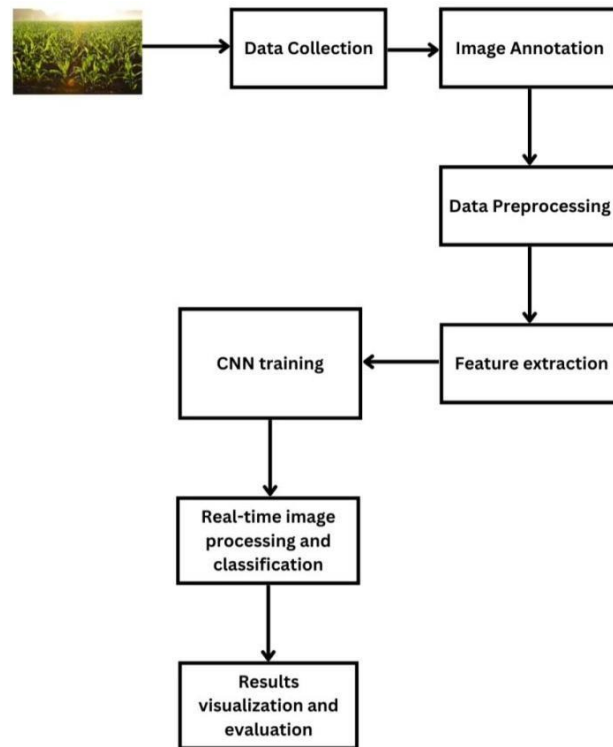 Data Collection
Image Annotation
Data Preprocessing
Feature extraction
CNN training
Real-time image
processing and
classification
Results
visualization and
evaluation